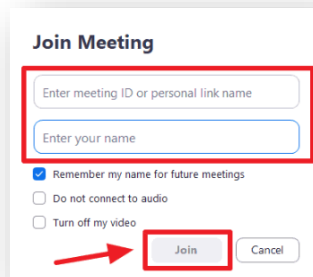 Join Meeting
Enter meeting ID or personal link name
Enter your name
Remember my name for future meetings
Do not connect to audio
Turn off my video
Join Cancel